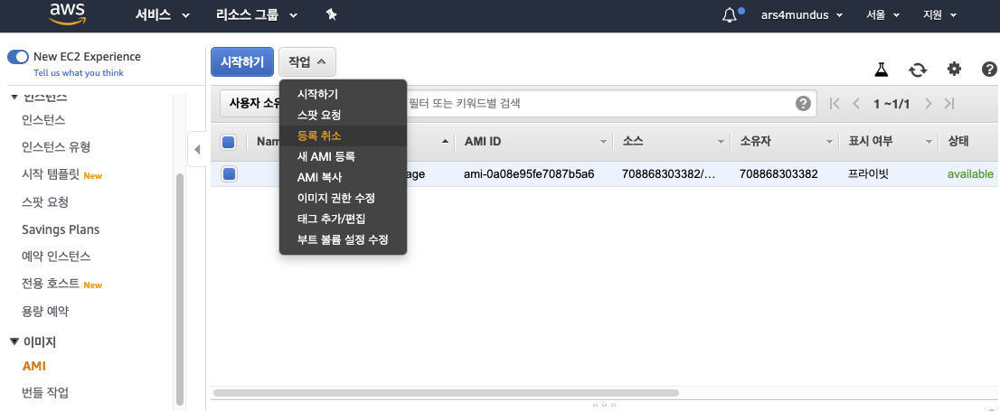 aws 서비스 리소스 그룹 ars4mundus 서울 지원
New EC2 Experience
Tell us what you think
인스턴스
인스턴스
인스턴스 유형
시작 템플릿 New
스팟 요청
Savings Plans
예약 인스턴스
전용 호스트 New
용량 예약
이미지
AMI
번들 작업
시작하기 작업
시작하기
스팟 요청
등록 취소
새 AMI 등록
AMI 복사
이미지 권한 수정
태그 추가/편집
부트 볼륨 설정 수정
사용자 소유 필터 또는 키워드별 검색 1 ~1/1
AMI ID 소스 소유자 표시 여부 상태
ami-0a08e95fe7087b5a6 708868303382/... 708868303382 프라이빗 available